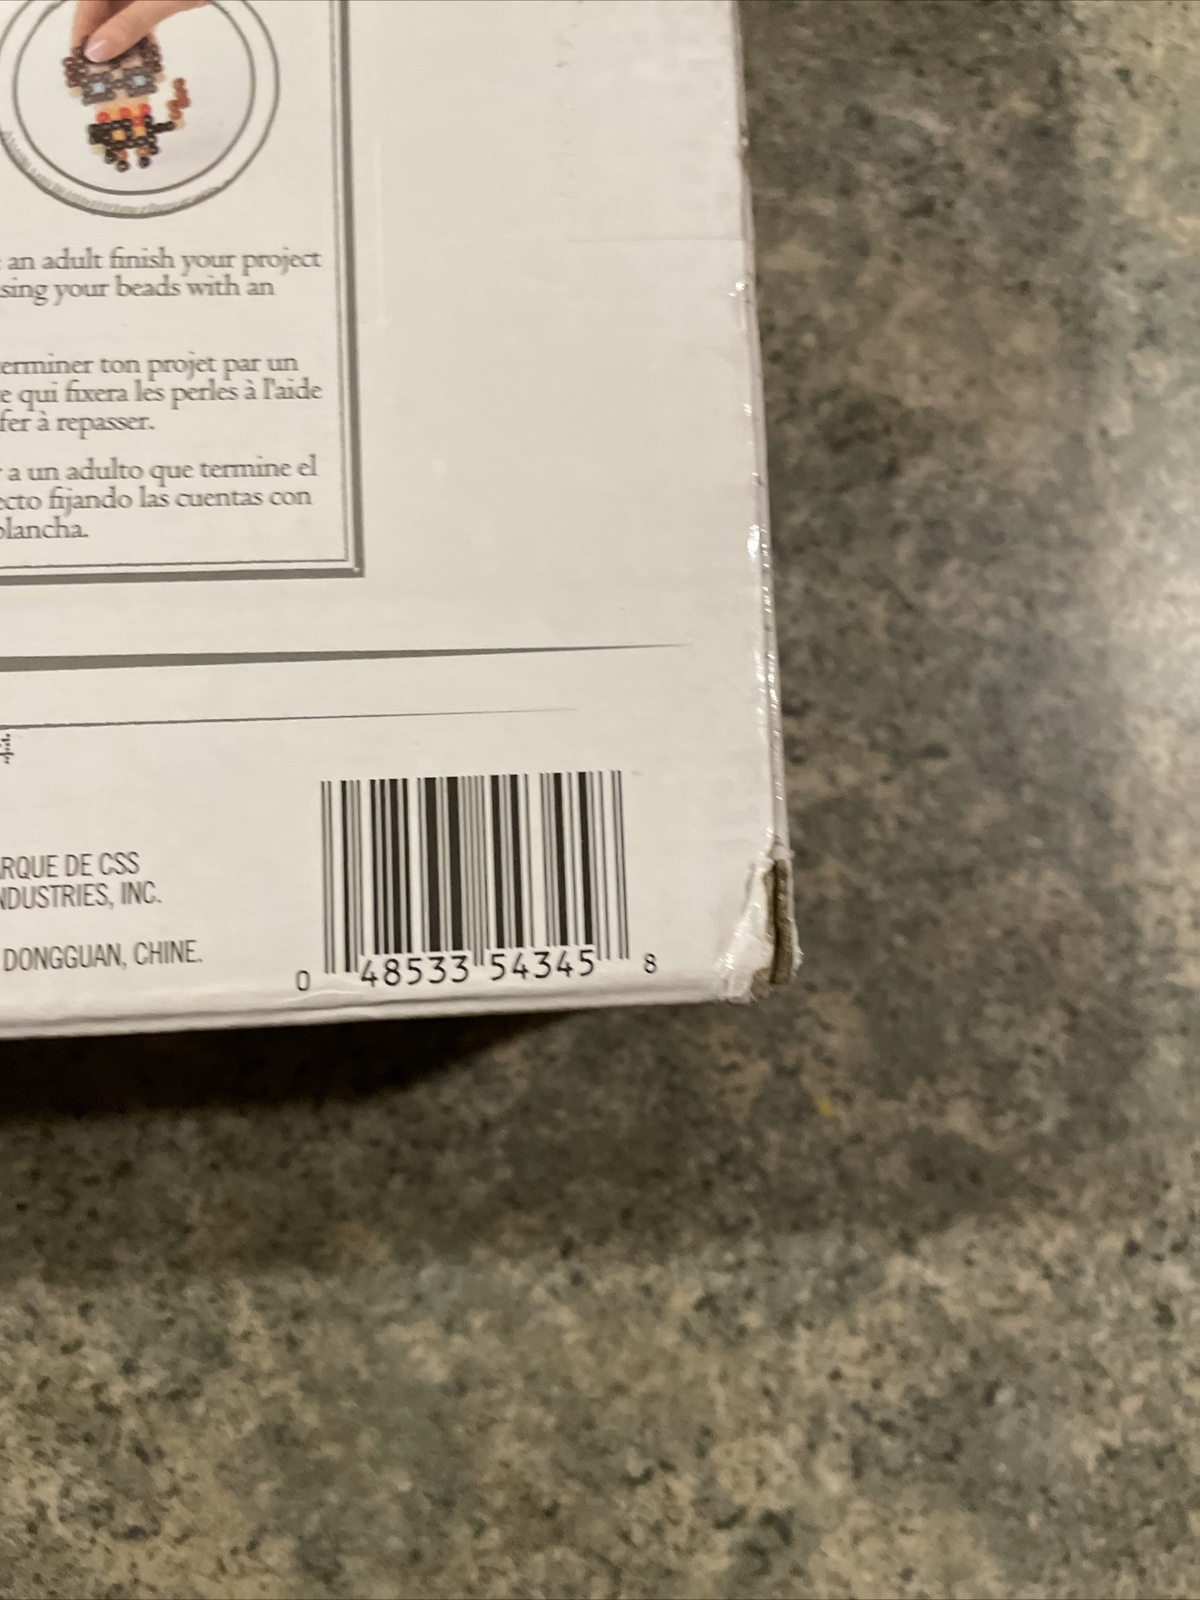 an adult finish your project
sing your beads with an
erminer ton projet par un
e qui fixera les perles à l'aide
fer à repasser.
a un adulto que termine el
ecto fijando las cuentas con
plancha.
RQUE DE CSS
NDUSTRIES, INC.
DONGGUAN, CHINE.
0 48533 54345 8